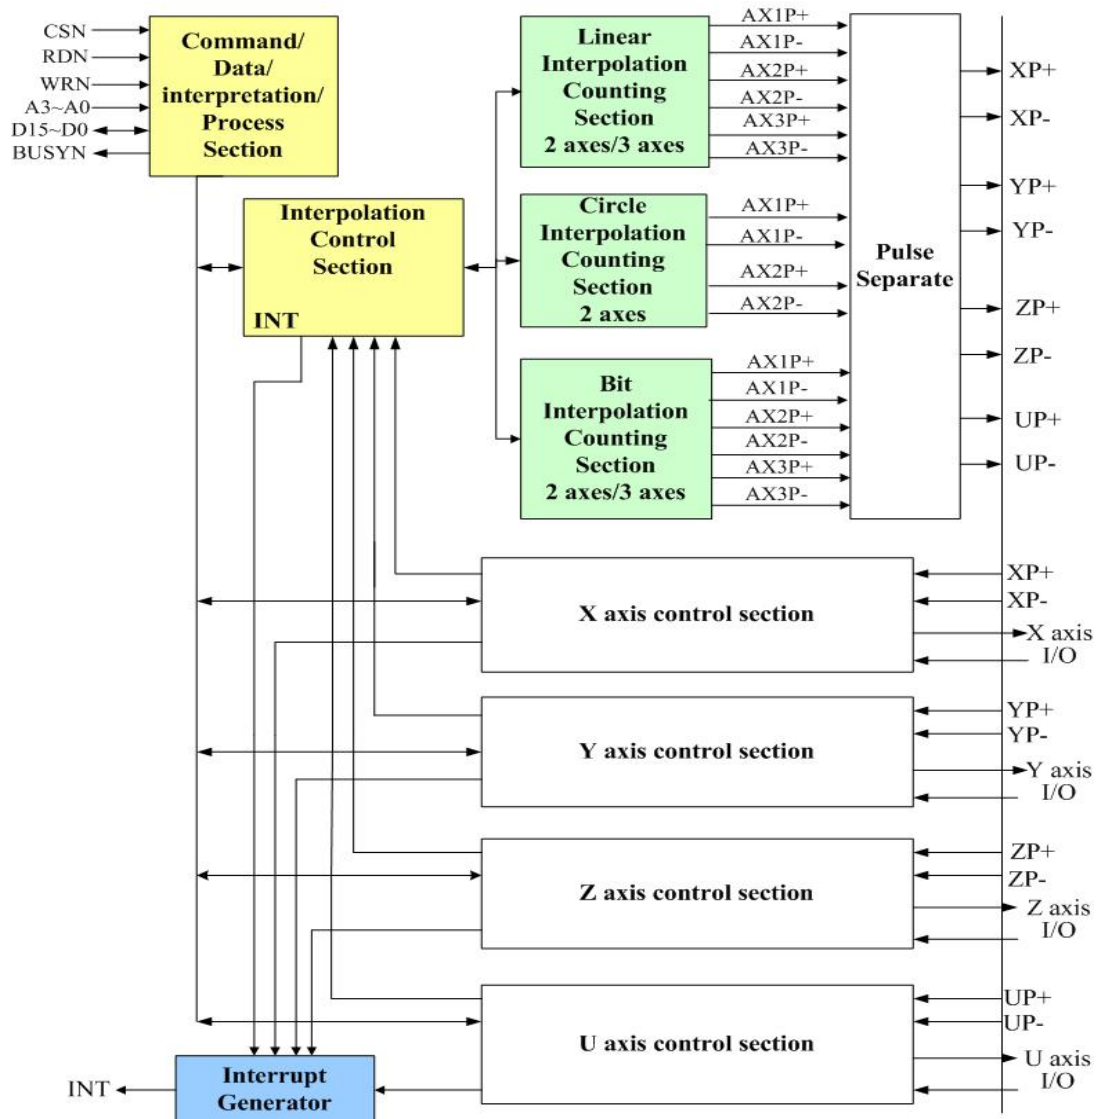 CSN
RDN
WRN
A3~A0
D15~D0
BUSYN
Command/
Data/
interpretation/
Process
Section
Interpolation
Control
Section
INT
Linear
Interpolation
Counting
Section
2 axes/3 axes
AX1P+
AX1P-
AX2P+
AX2P-
AX3P+
AX3P-
Circle
Interpolation
Counting
Section
2 axes
AX1P+
AX1P-
AX2P+
AX2P-
Bit
Interpolation
Counting
Section
2 axes/3 axes
AX1P+
AX1P-
AX2P+
AX2P-
AX3P+
AX3P-
Pulse
Separate
XP+
XP-
YP+
YP-
ZP+
ZP-
UP+
UP-
X axis control section
XP+
XP-
X axis
I/O
Y axis control section
YP+
YP-
Y axis
I/O
Z axis control section
ZP+
ZP-
Z axis
I/O
U axis control section
UP+
UP-
U axis
I/O
INT
Interrupt
Generator